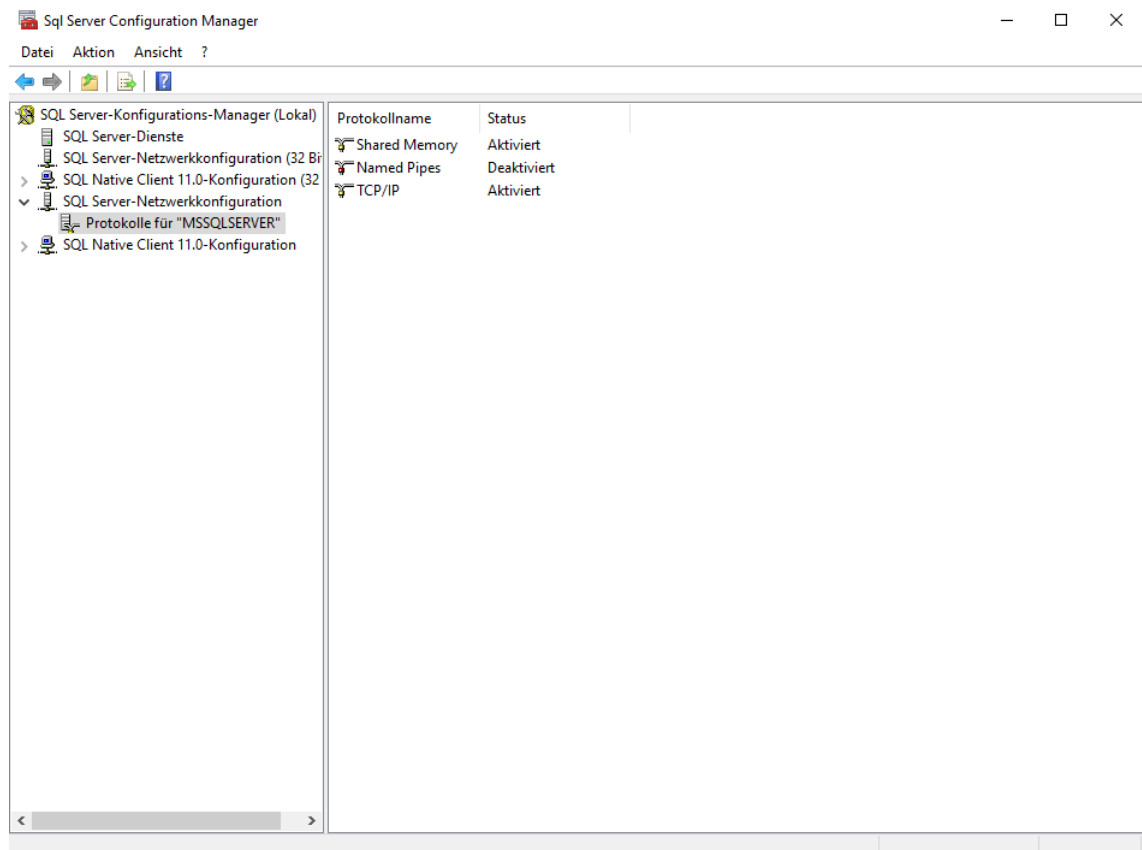 Sql Server Configuration Manager
Datei Aktion Ansicht ?
SQL Server-Konfigurations-Manager (Lokal)
SQL Server-Dienste
SQL Server-Netzwerkkonfiguration (32 Bi
SQL Native Client 11.0-Konfiguration (32
SQL Server-Netzwerkkonfiguration
Protokolle für "MSSQLSERVER"
SQL Native Client 11.0-Konfiguration
Protokollname Status
Shared Memory Aktiviert
Named Pipes Deaktiviert
TCP/IP Aktiviert